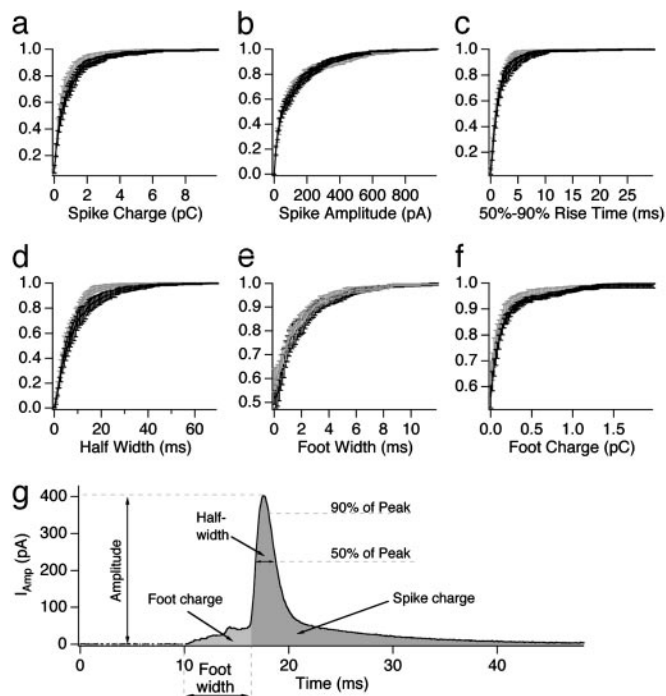 a
b
c
1.0
0.8
0.6
0.4
0.2
0 2 4 6 8
Spike Charge (pC)
1.0
0.8
0.6
0.4
0.2
0 200 400 600 800
Spike Amplitude (pA)
1.0
0.8
0.6
0.4
0.2
0 5 10 15 20 25
50%-90% Rise Time (ms)
d
e
f
1.0
0.8
0.6
0.4
0.2
0.0
0 20 40 60
Half Width (ms)
1.0
0.9
0.8
0.7
0.6
0.5
0 2 4 6 8 10
Foot Width (ms)
1.0
0.9
0.8
0.7
0.6
0.0 0.5 1.0 1.5
Foot Charge (pC)
g
400
300
200
100
0
I Amp (pA)
Amplitude
Half-
width
90% of Peak
50% of Peak
Foot charge
Spike charge
0 10 20 30 40
Foot
width
Time (ms)